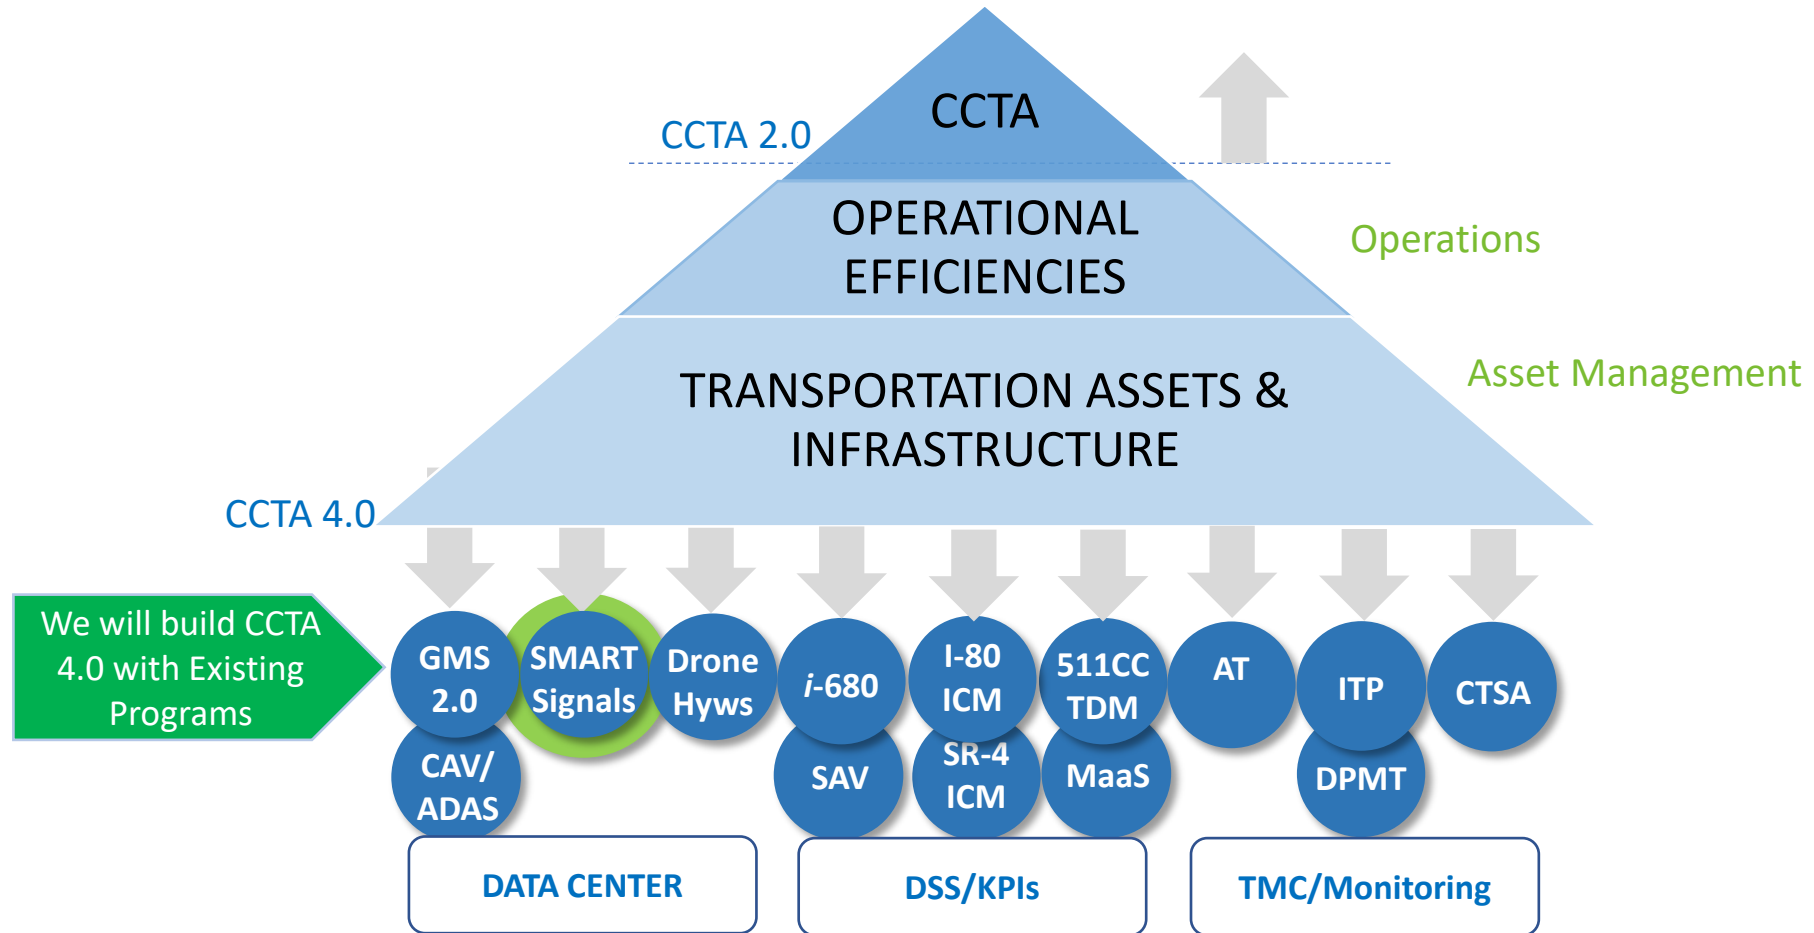 CCTA
CCTA 2.0
OPERATIONAL
EFFICIENCIES
Operations
TRANSPORTATION ASSETS &
INFRASTRUCTURE
Asset Management
CCTA 4.0
We will build CCTA
4.0 with Existing
Programs
GMS
2.0
SMART
Signals
Drone
Hyws
i-680
I-80
ICM
511CC
TDM
AT
ITP
CTSA
CAV/
ADAS
SAV
SR-4
ICM
MaaS
DPMT
DATA CENTER
DSS/KPIs
TMC/Monitoring